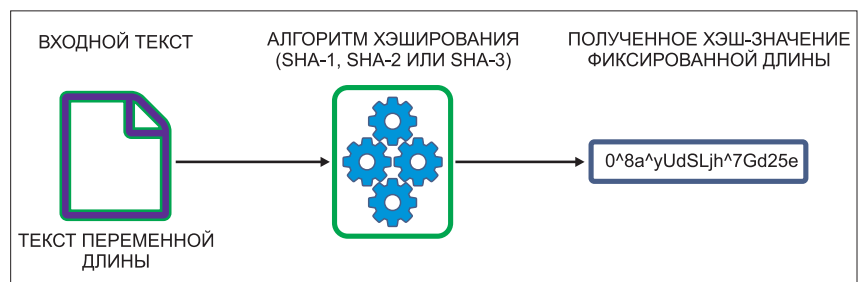 ВХОДНОЙ ТЕКСТ
АЛГОРИТМ ХЭШИРОВАНИЯ
(SHA-1, SHA-2 ИЛИ SHA-3)
ПОЛУЧЕННОЕ ХЭШ-ЗНАЧЕНИЕ
ФИКСИРОВАННОЙ ДЛИНЫ
0^8a^yUdSLjh^7Gd25e
ТЕКСТ ПЕРЕМЕННОЙ
ДЛИНЫ